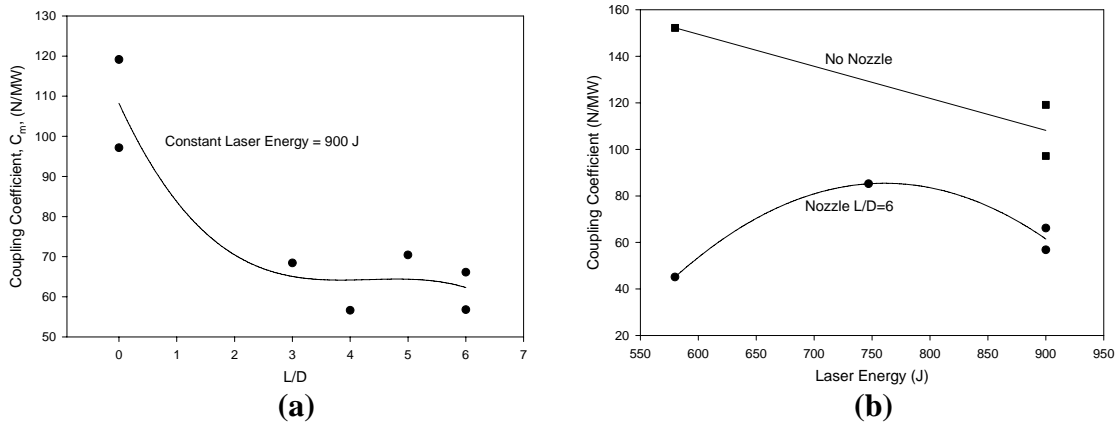 130
120
110
100
90
80
70
60
50
Coupling Coefficient, Cm, (N/MW)
Constant Laser Energy = 900 J
0 1 2 3 4 5 6 7
L/D
(a)
160
140
120
100
80
60
40
20
Coupling Coefficient (N/MW)
No Nozzle
Nozzle L/D=6
550 600 650 700 750 800 850 900 950
Laser Energy (J)
(b)